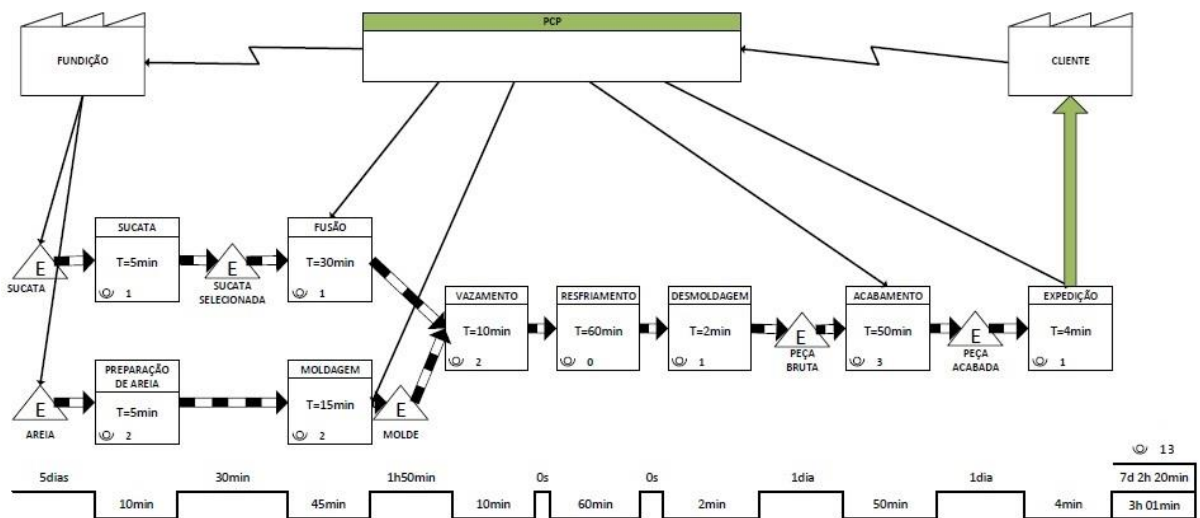 PCP
FUNDIÇÃO
CLIENTE
SUCATA
T=5min
1
E
SUCATA
E
SUCATA
SELECIONADA
FUSÃO
T=30min
1
VAZAMENTO
T=10min
2
RESFRIAMENTO
T=60min
0
DESMOLDAGEM
T=2min
1
E
PEÇA
BRUTA
ACABAMENTO
T=50min
3
E
PEÇA
ACABADA
EXPEDIÇÃO
T=4min
1
E
AREIA
PREPARAÇÃO
DE AREIA
T=5min
2
MOLDAGEM
T=15min
2
E
MOLDE
13
5dias 30min 1h50min 0s 0s 1dia 1dia 7d 2h 20min
10min 45min 10min 60min 2min 50min 4min 3h 01min